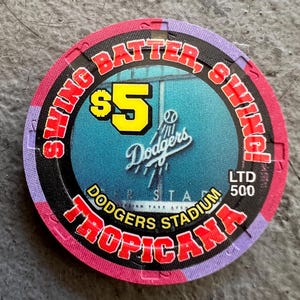 SWING BATTER, SWING!
$5
Dodgers
LTD
500
DODGERS STADIUM
TROPICANA